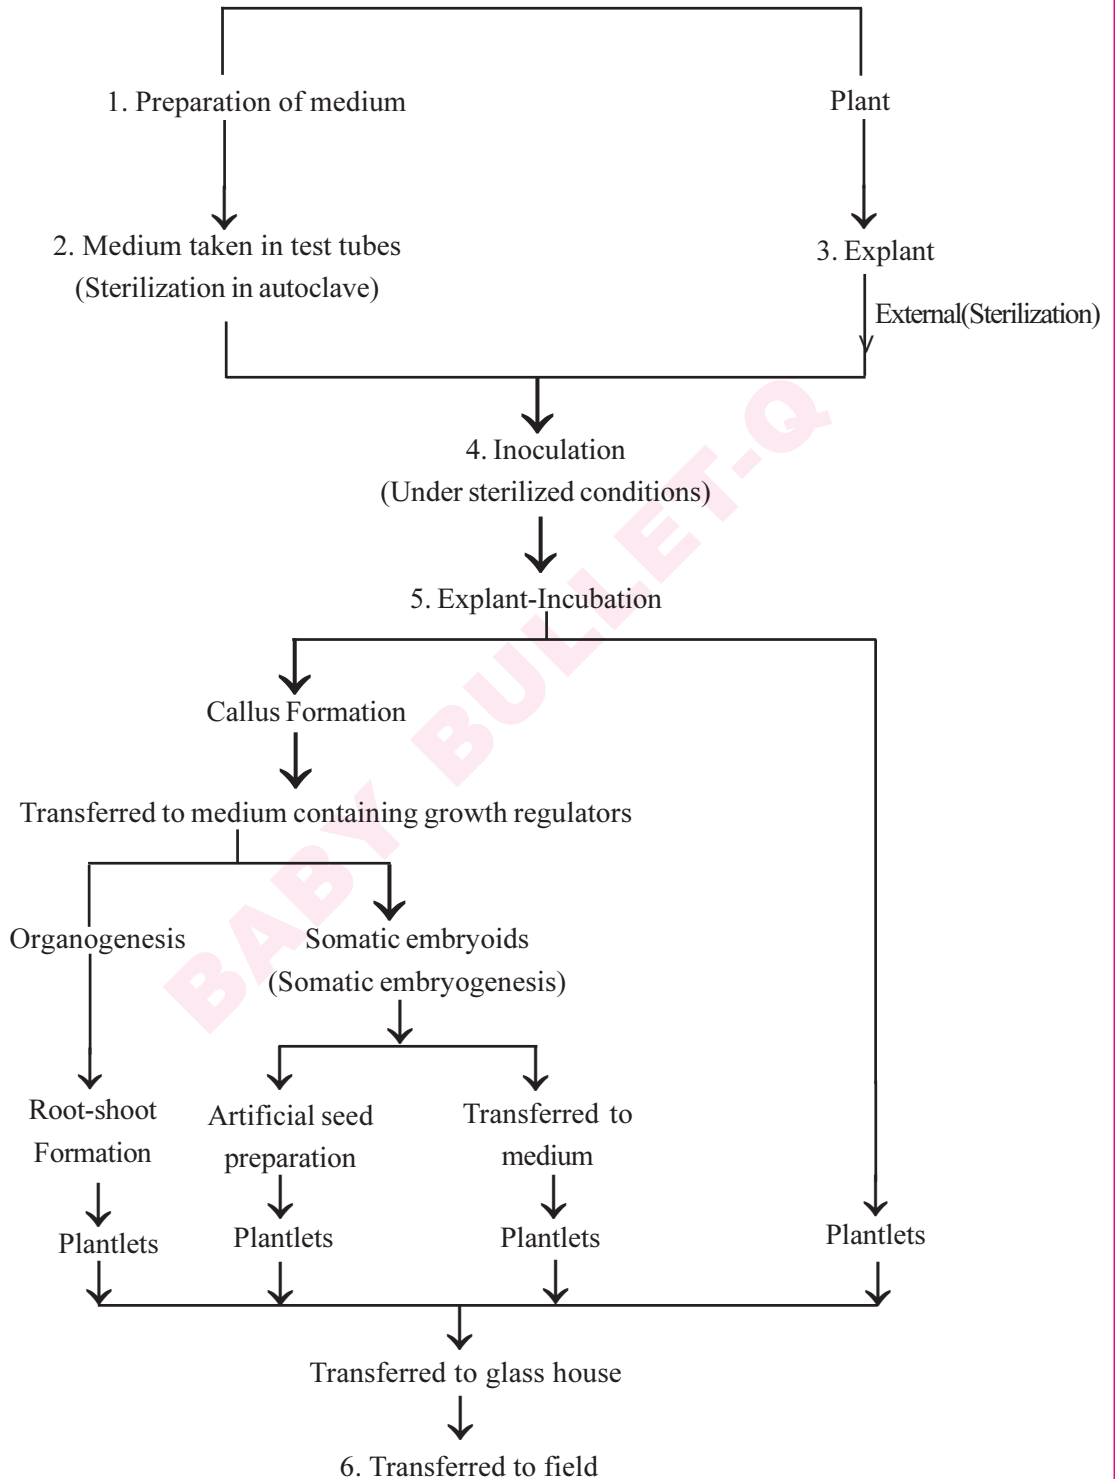 1. Preparation of medium
Plant
2. Medium taken in test tubes
(Sterilization in autoclave)
3. Explant
External(Sterilization)
4. Inoculation
(Under sterilized conditions)
5. Explant-Incubation
Callus Formation
Transferred to medium containing growth regulators
Organogenesis
Somatic embryoids
(Somatic embryogenesis)
Root-shoot
Formation
Artificial seed
preparation
Transferred to
medium
Plantlets
Plantlets
Plantlets
Plantlets
Transferred to glass house
6. Transferred to field
BABY BULLET-Q